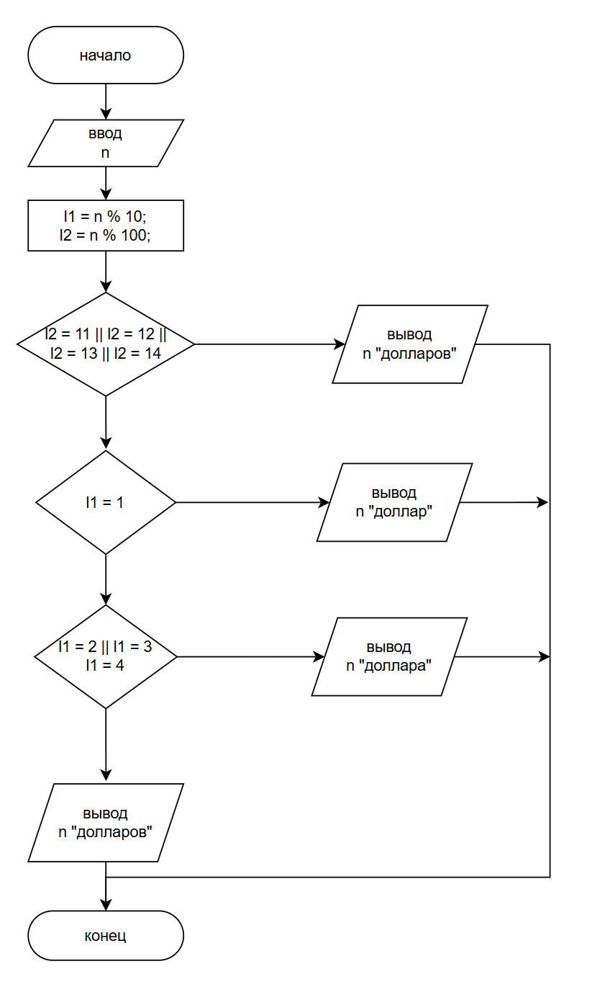 начало
ввод
n
l1 = n % 10;
l2 = n % 100;
l2 = 11 || l2 = 12 ||
l2 = 13 || l2 = 14
вывод
n "долларов"
l1 = 1
вывод
n "доллар"
l1 = 2 || l1 = 3
l1 = 4
вывод
n "доллара"
вывод
n "долларов"
конец